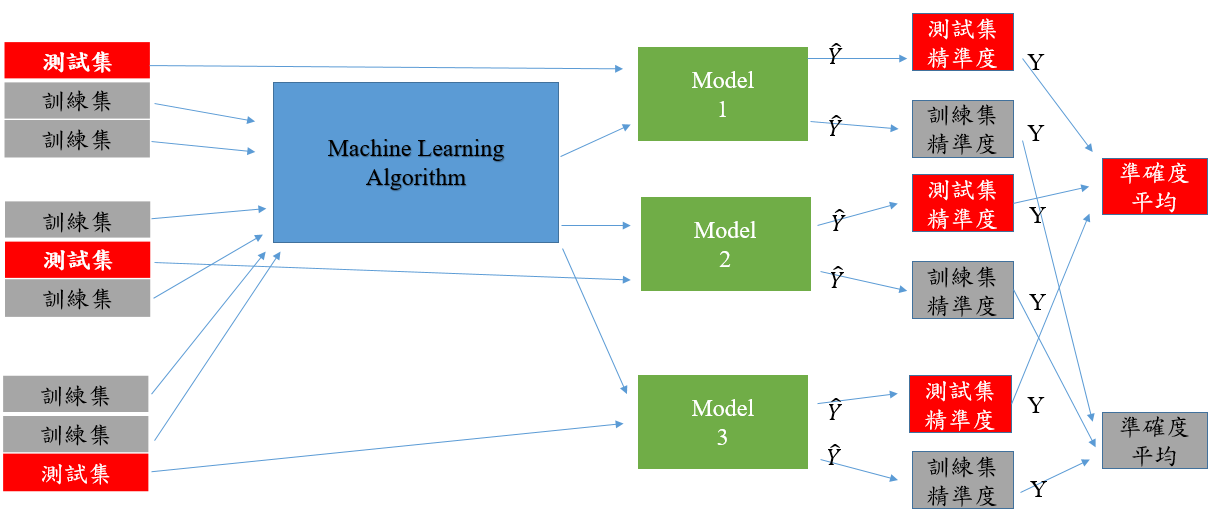 測試集
訓練集
訓練集
訓練集
測試集
訓練集
訓練集
訓練集
測試集
Machine Learning
Algorithm
Model
1
Model
2
Model
3
Ŷ
Ŷ
Ŷ
Ŷ
Ŷ
Ŷ
測試集
精準度
訓練集
精準度
測試集
精準度
訓練集
精準度
測試集
精準度
訓練集
精準度
Y
Y
Y
Y
Y
Y
準確度
平均
準確度
平均